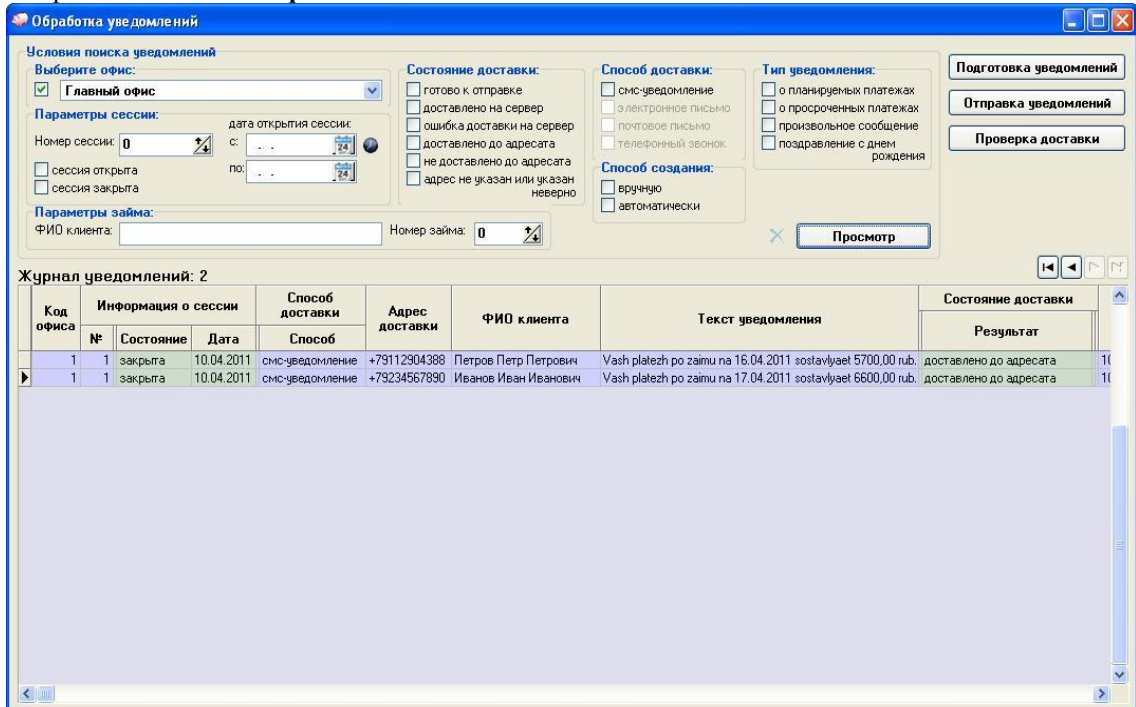 Обработка уведомлений
Условия поиска уведомлений
Выберите офис:
Главный офис
Параметры сессии:
дата открытия сессии:
Номер сессии: 0
с: . . 24
по: . . 24
сессия открыта
сессия закрыта
Параметры займа:
ФИО клиента:
Номер займа: 0
Состояние доставки:
готово к отправке
доставлено на сервер
ошибка доставки на сервер
доставлено до адресата
не доставлено до адресата
адрес не указан или указан
неверно
Способ доставки:
смс-уведомление
электронное письмо
почтовое письмо
телефонный звонок
Способ создания:
вручную
автоматически
Тип уведомления:
о планируемых платежах
о просроченных платежах
произвольное сообщение
поздравление с днем
рождения
Просмотр
Подготовка уведомлений
Отправка уведомлений
Проверка доставки
Журнал уведомлений: 2
Код офиса Информация о сессии Способ доставки Адрес доставки ФИО клиента Текст уведомления Состояние доставки
№ Состояние Дата Способ Результат
1 1 закрыта 10.04.2011 смс-уведомление +79112904388 Петров Петр Петрович Vash platezh po zaimu na 16.04.2011 sostavlyaet 5700,00 rub. доставлено до адресата
1 1 закрыта 10.04.2011 смс-уведомление +79234567890 Иванов Иван Иванович Vash platezh po zaimu na 17.04.2011 sostavlyaet 6600,00 rub. доставлено до адресата